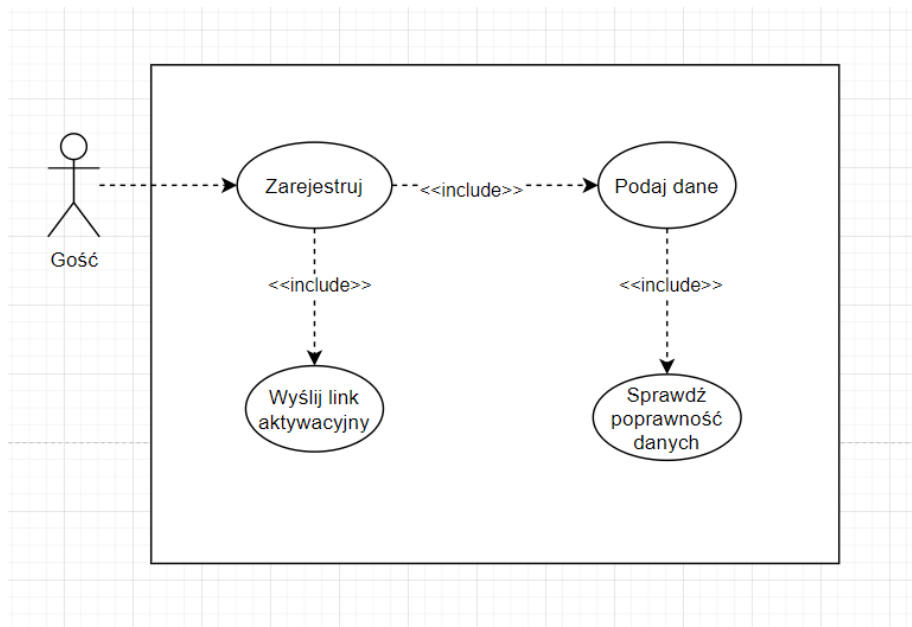 Zarejestruj
<<include>>
Podaj dane
Gość
<<include>>
<<include>>
Wyślij link
aktywacyjny
Sprawdź
poprawność
danych